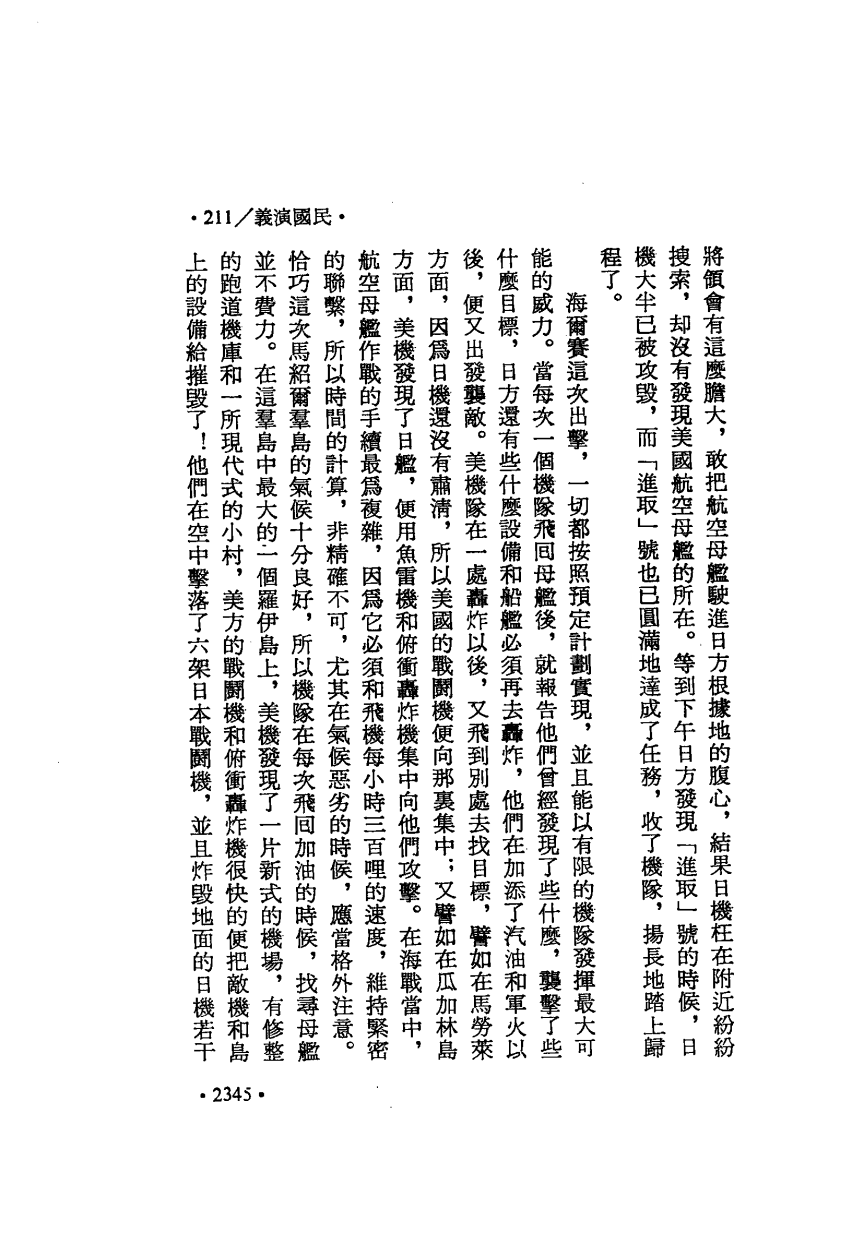 •211／義演國民•
將領會有這麼膽大，敢把航空母艦駛進日方根據地的腹心，結果日機枉在附近紛紛
搜索，却沒有發現美國航空母艦的所在。等到下午日方發現「進取」號的時候，日
機大半已被攻毀，而「進取」號也已圓滿地達成了任務，收了機隊，揚長地踏上歸
程了。
海爾賽這次出擊，一切都按照預定計劃實現，並且能以有限的機隊發揮最大可
能的威力。當每次一個機隊飛回母艦後，就報告他們曾經發現了些什麼，襲擊了些
什麼目標，日方還有些什麼設備和船艦必須再去轟炸，他們在加添了汽油和軍火以
後，便又出發襲敵。美機隊在一處轟炸以後，又飛到別處去找目標，譬如在馬勞萊
方面，因爲日機還沒有肅清，所以美國的戰鬭機便向那裏集中；又譬如在瓜加林島
方面，美機發現了日艦，便用魚雷機和俯衝轟炸機集中向他們攻擊。在海戰當中，
航空母艦作戰的手續最爲複雜，因爲它必須和飛機每小時三百哩的速度，維持緊密
的聯繫，所以時間的計算，非精確不可，尤其在氣候惡劣的時候，應當格外注意。
恰巧這次馬紹爾羣島的氣候十分良好，所以機隊在每次飛回加油的時候，找尋母艦
並不費力。在這羣島中最大的一個羅伊島上，美機發現了一片新式的機場，有修整
的跑道機庫和一所現代式的小村，美方的戰鬭機和俯衝轟炸機很快的便把敵機和島
上的設備給摧毀了！他們在空中擊落了六架日本戰鬭機，並且炸毀地面的日機若干
•2345•